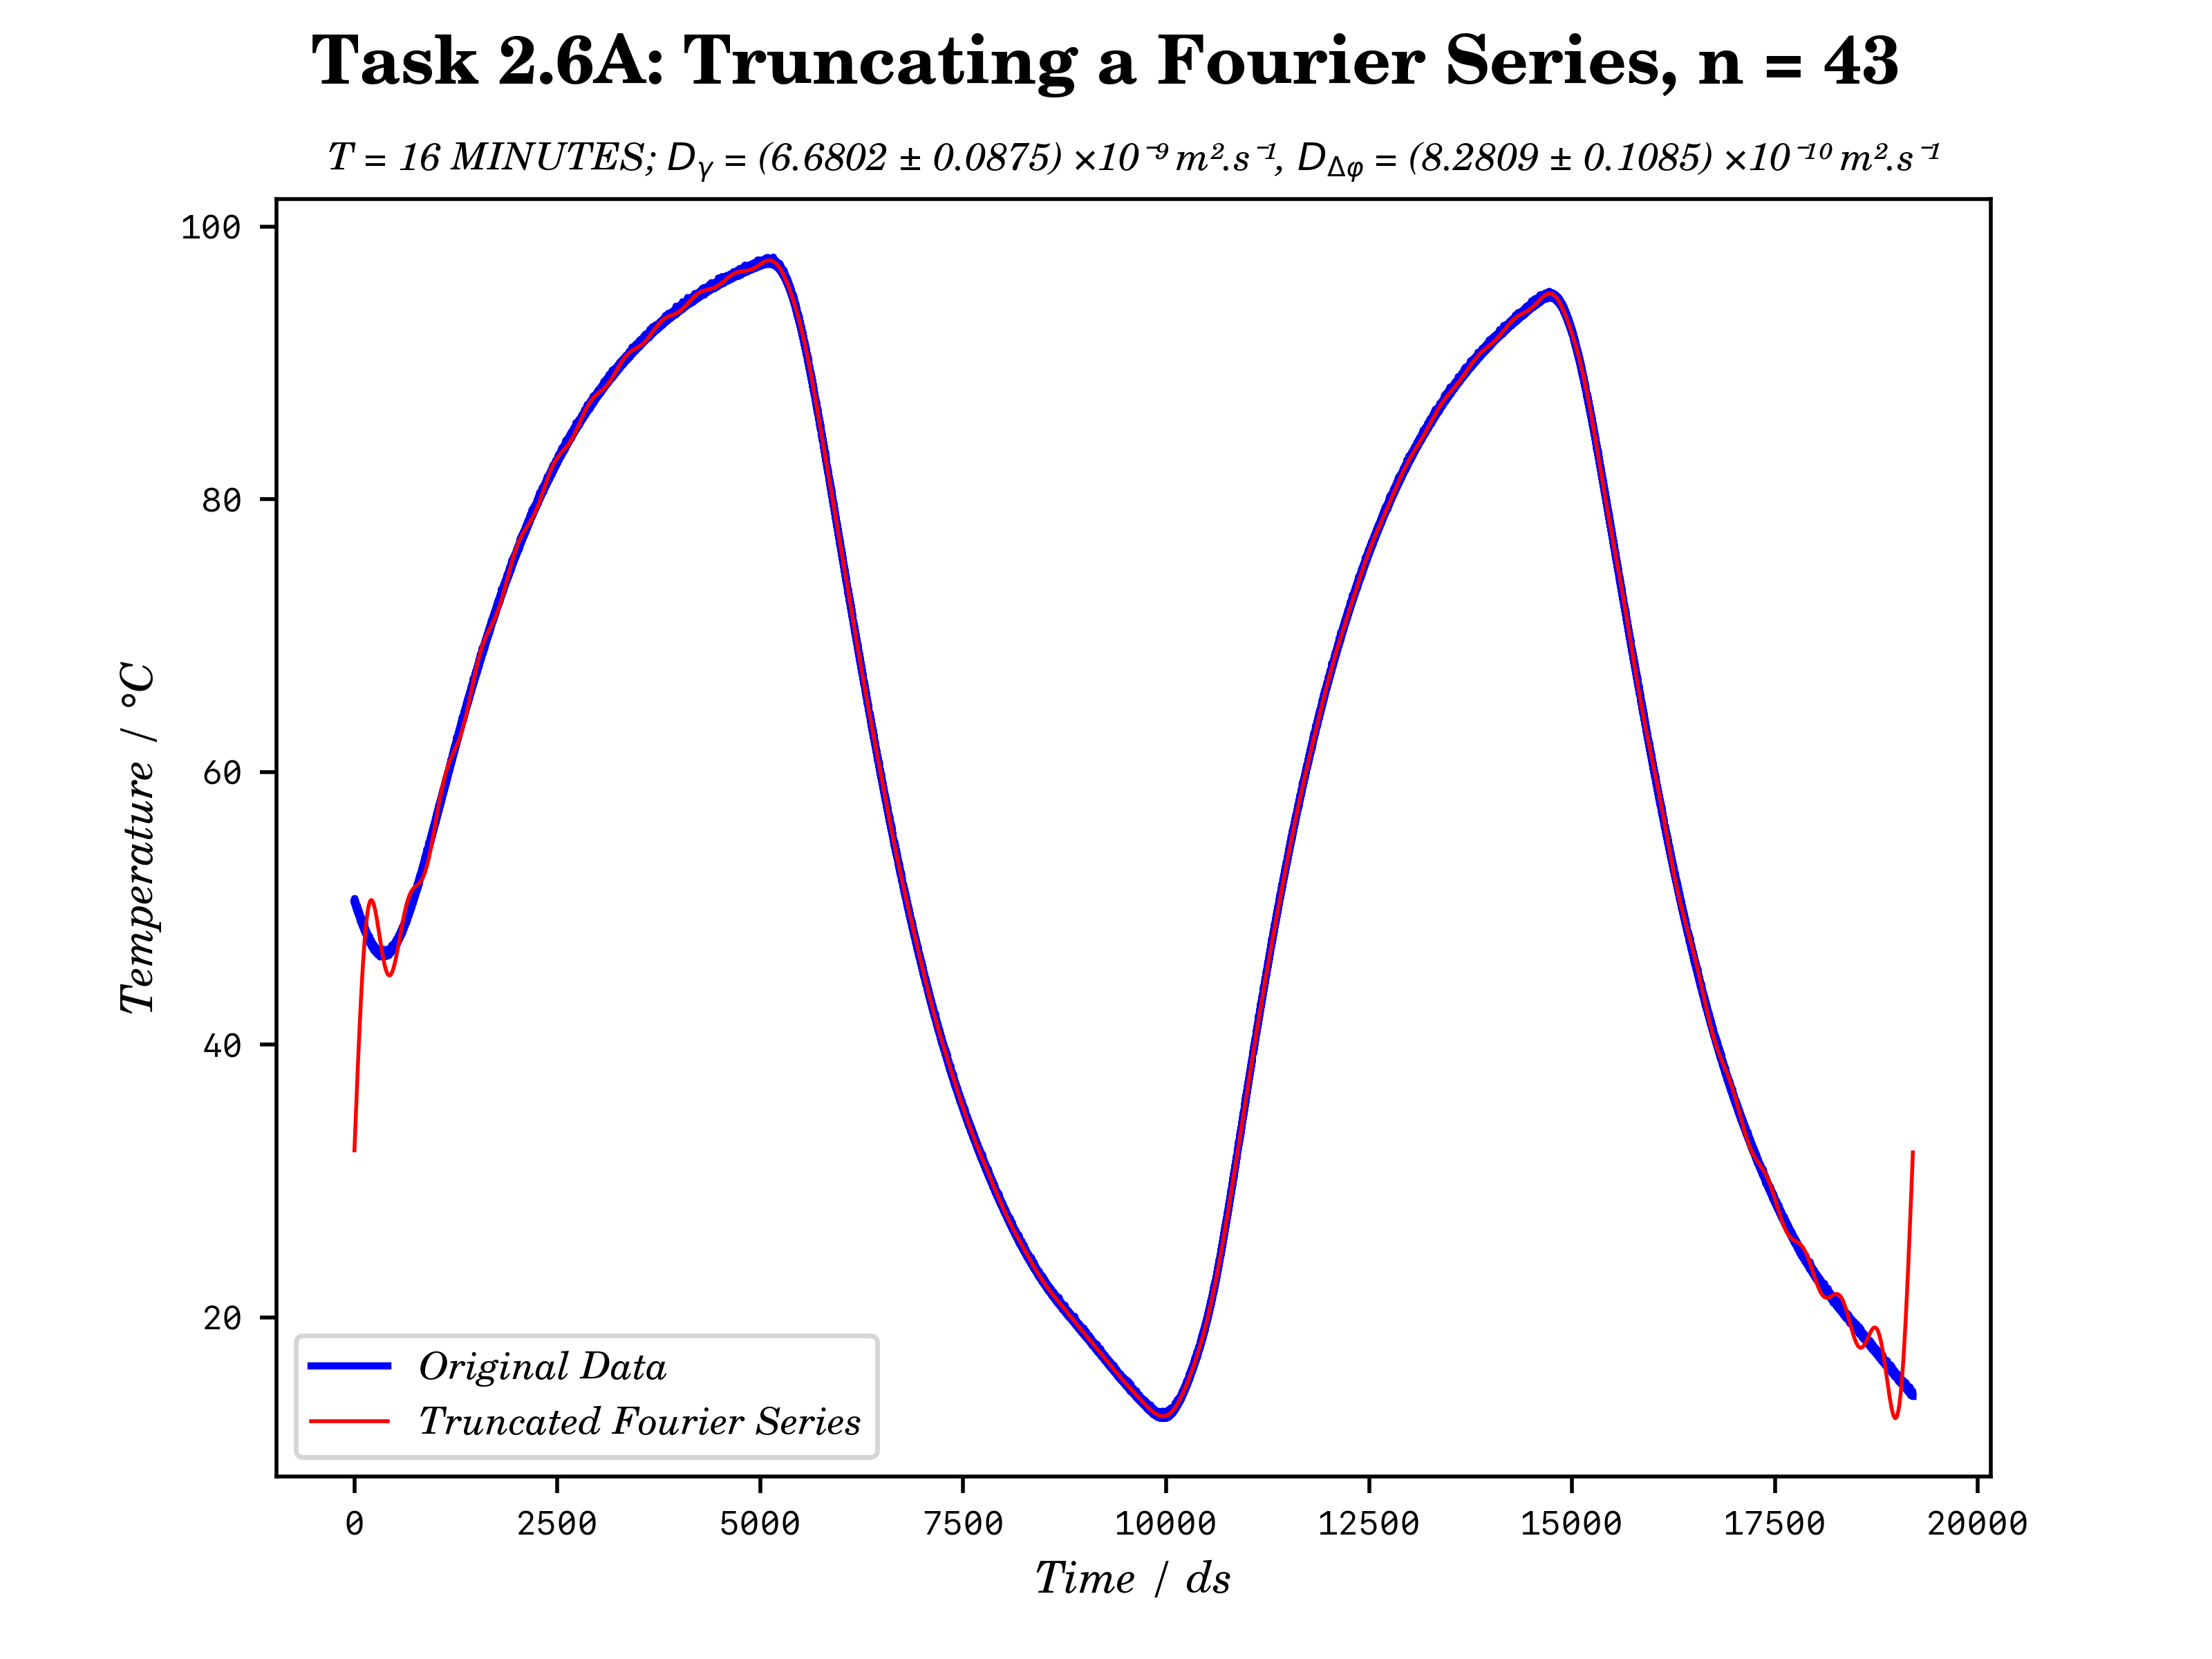 Task 2.6A: Truncating a Fourier Series, n = 43
T = 16 MINUTES; Dᵧ = (6.6802 ± 0.0875) ×10⁻⁹ m².s⁻¹, D_Δφ = (8.2809 ± 0.1085) ×10⁻¹⁰ m².s⁻¹
100
80
60
40
20
Temperature / °C
Original Data
Truncated Fourier Series
0 2500 5000 7500 10000 12500 15000 17500 20000
Time / ds